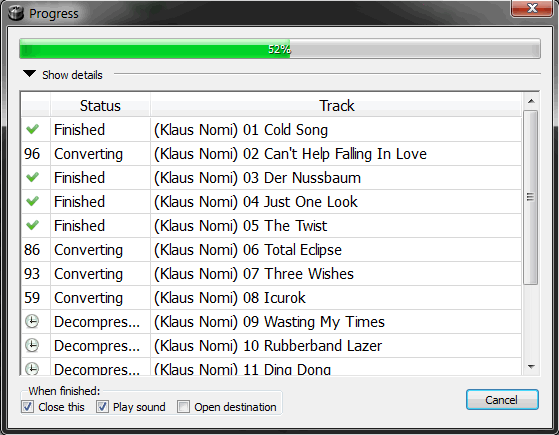 Progress
52%
Show details
Status Track
Finished (Klaus Nomi) 01 Cold Song
96 Converting (Klaus Nomi) 02 Can't Help Falling In Love
Finished (Klaus Nomi) 03 Der Nussbaum
Finished (Klaus Nomi) 04 Just One Look
Finished (Klaus Nomi) 05 The Twist
86 Converting (Klaus Nomi) 06 Total Eclipse
93 Converting (Klaus Nomi) 07 Three Wishes
59 Converting (Klaus Nomi) 08 Icurok
Decompres... (Klaus Nomi) 09 Wasting My Times
Decompres... (Klaus Nomi) 10 Rubberband Lazer
Decompres... (Klaus Nomi) 11 Ding Dong
When finished:
Close this Play sound Open destination Cancel